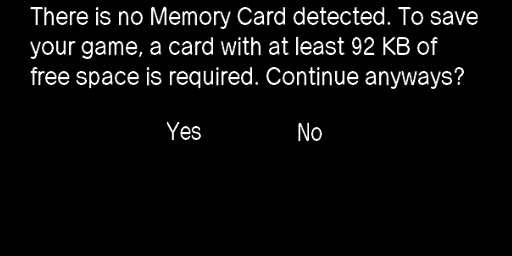 There is no Memory Card detected. To save
your game, a card with at least 92 KB of
free space is required. Continue anyways?
Yes No